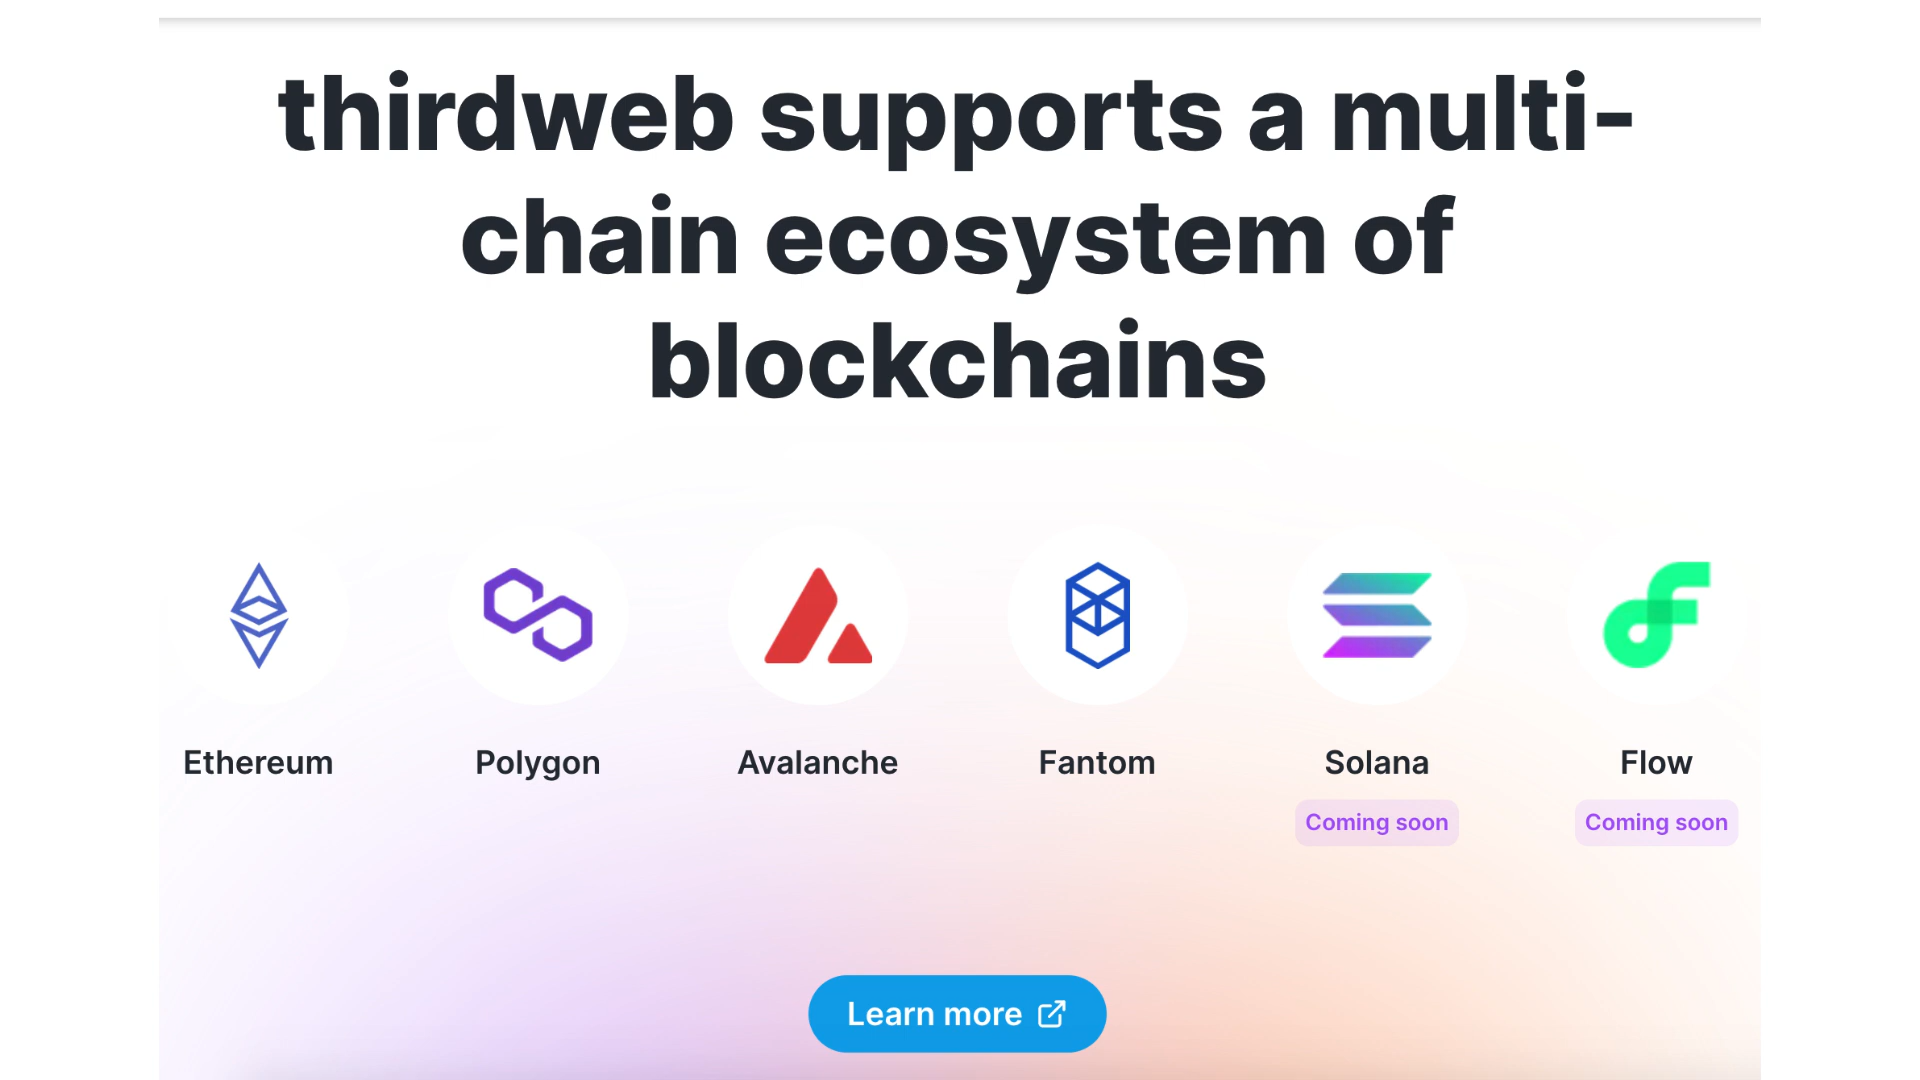 thirdweb supports a multi-
chain ecosystem of
blockchains
Ethereum
Polygon
Avalanche
Fantom
Solana
Flow
Coming soon
Coming soon
Learn more